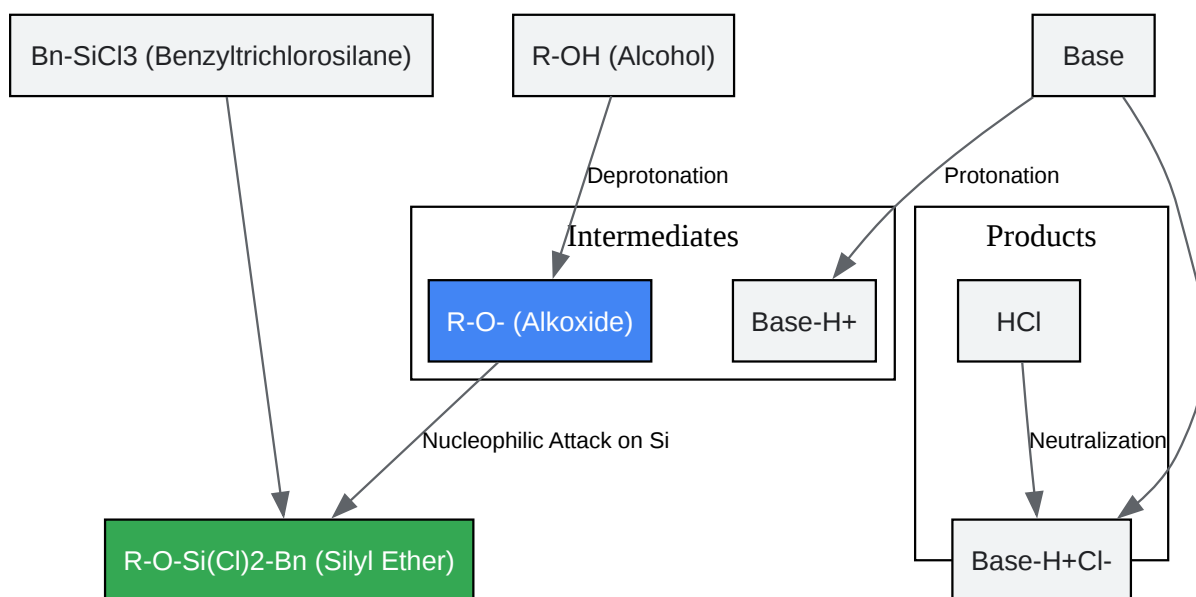 Bn-SiCl3 (Benzyltrichlorosilane)
R-OH (Alcohol)
Base
Deprotonation
Protonation
Intermediates
Products
R-O- (Alkoxide)
Base-H+
HCl
Nucleophilic Attack on Si
Neutralization
R-O-Si(Cl)2-Bn (Silyl Ether)
Base-H+Cl-